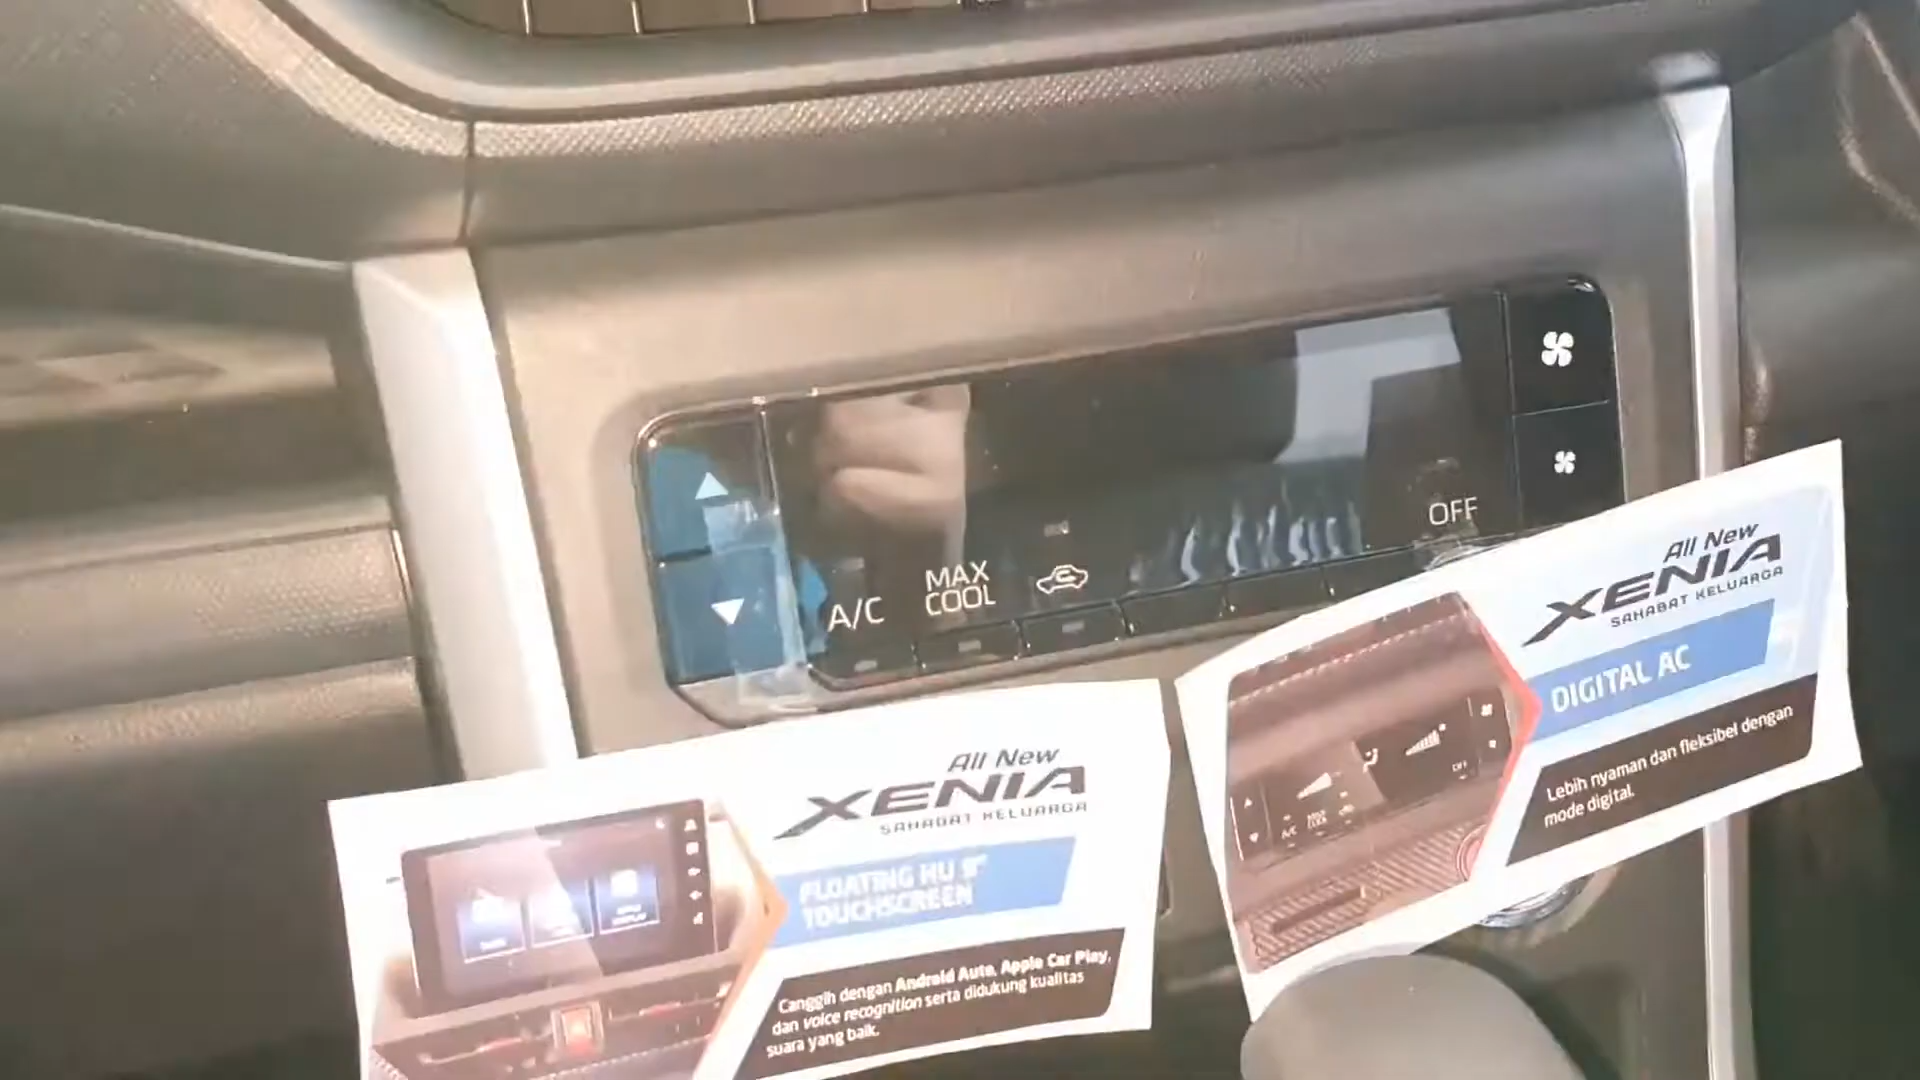 OFF
MAX
COOL
A/C
All New
XENIA
SAHABAT KELUARGA
DIGITAL AC
Lebih nyaman dan fleksibel dengan
mode digital.
All New
XENIA
SAHABAT KELUARGA
FLOATING HU 9"
TOUCHSCREEN
Canggih dengan Android Auto, Apple Car Play,
dan voice recognition serta didukung kualitas
suara yang baik.